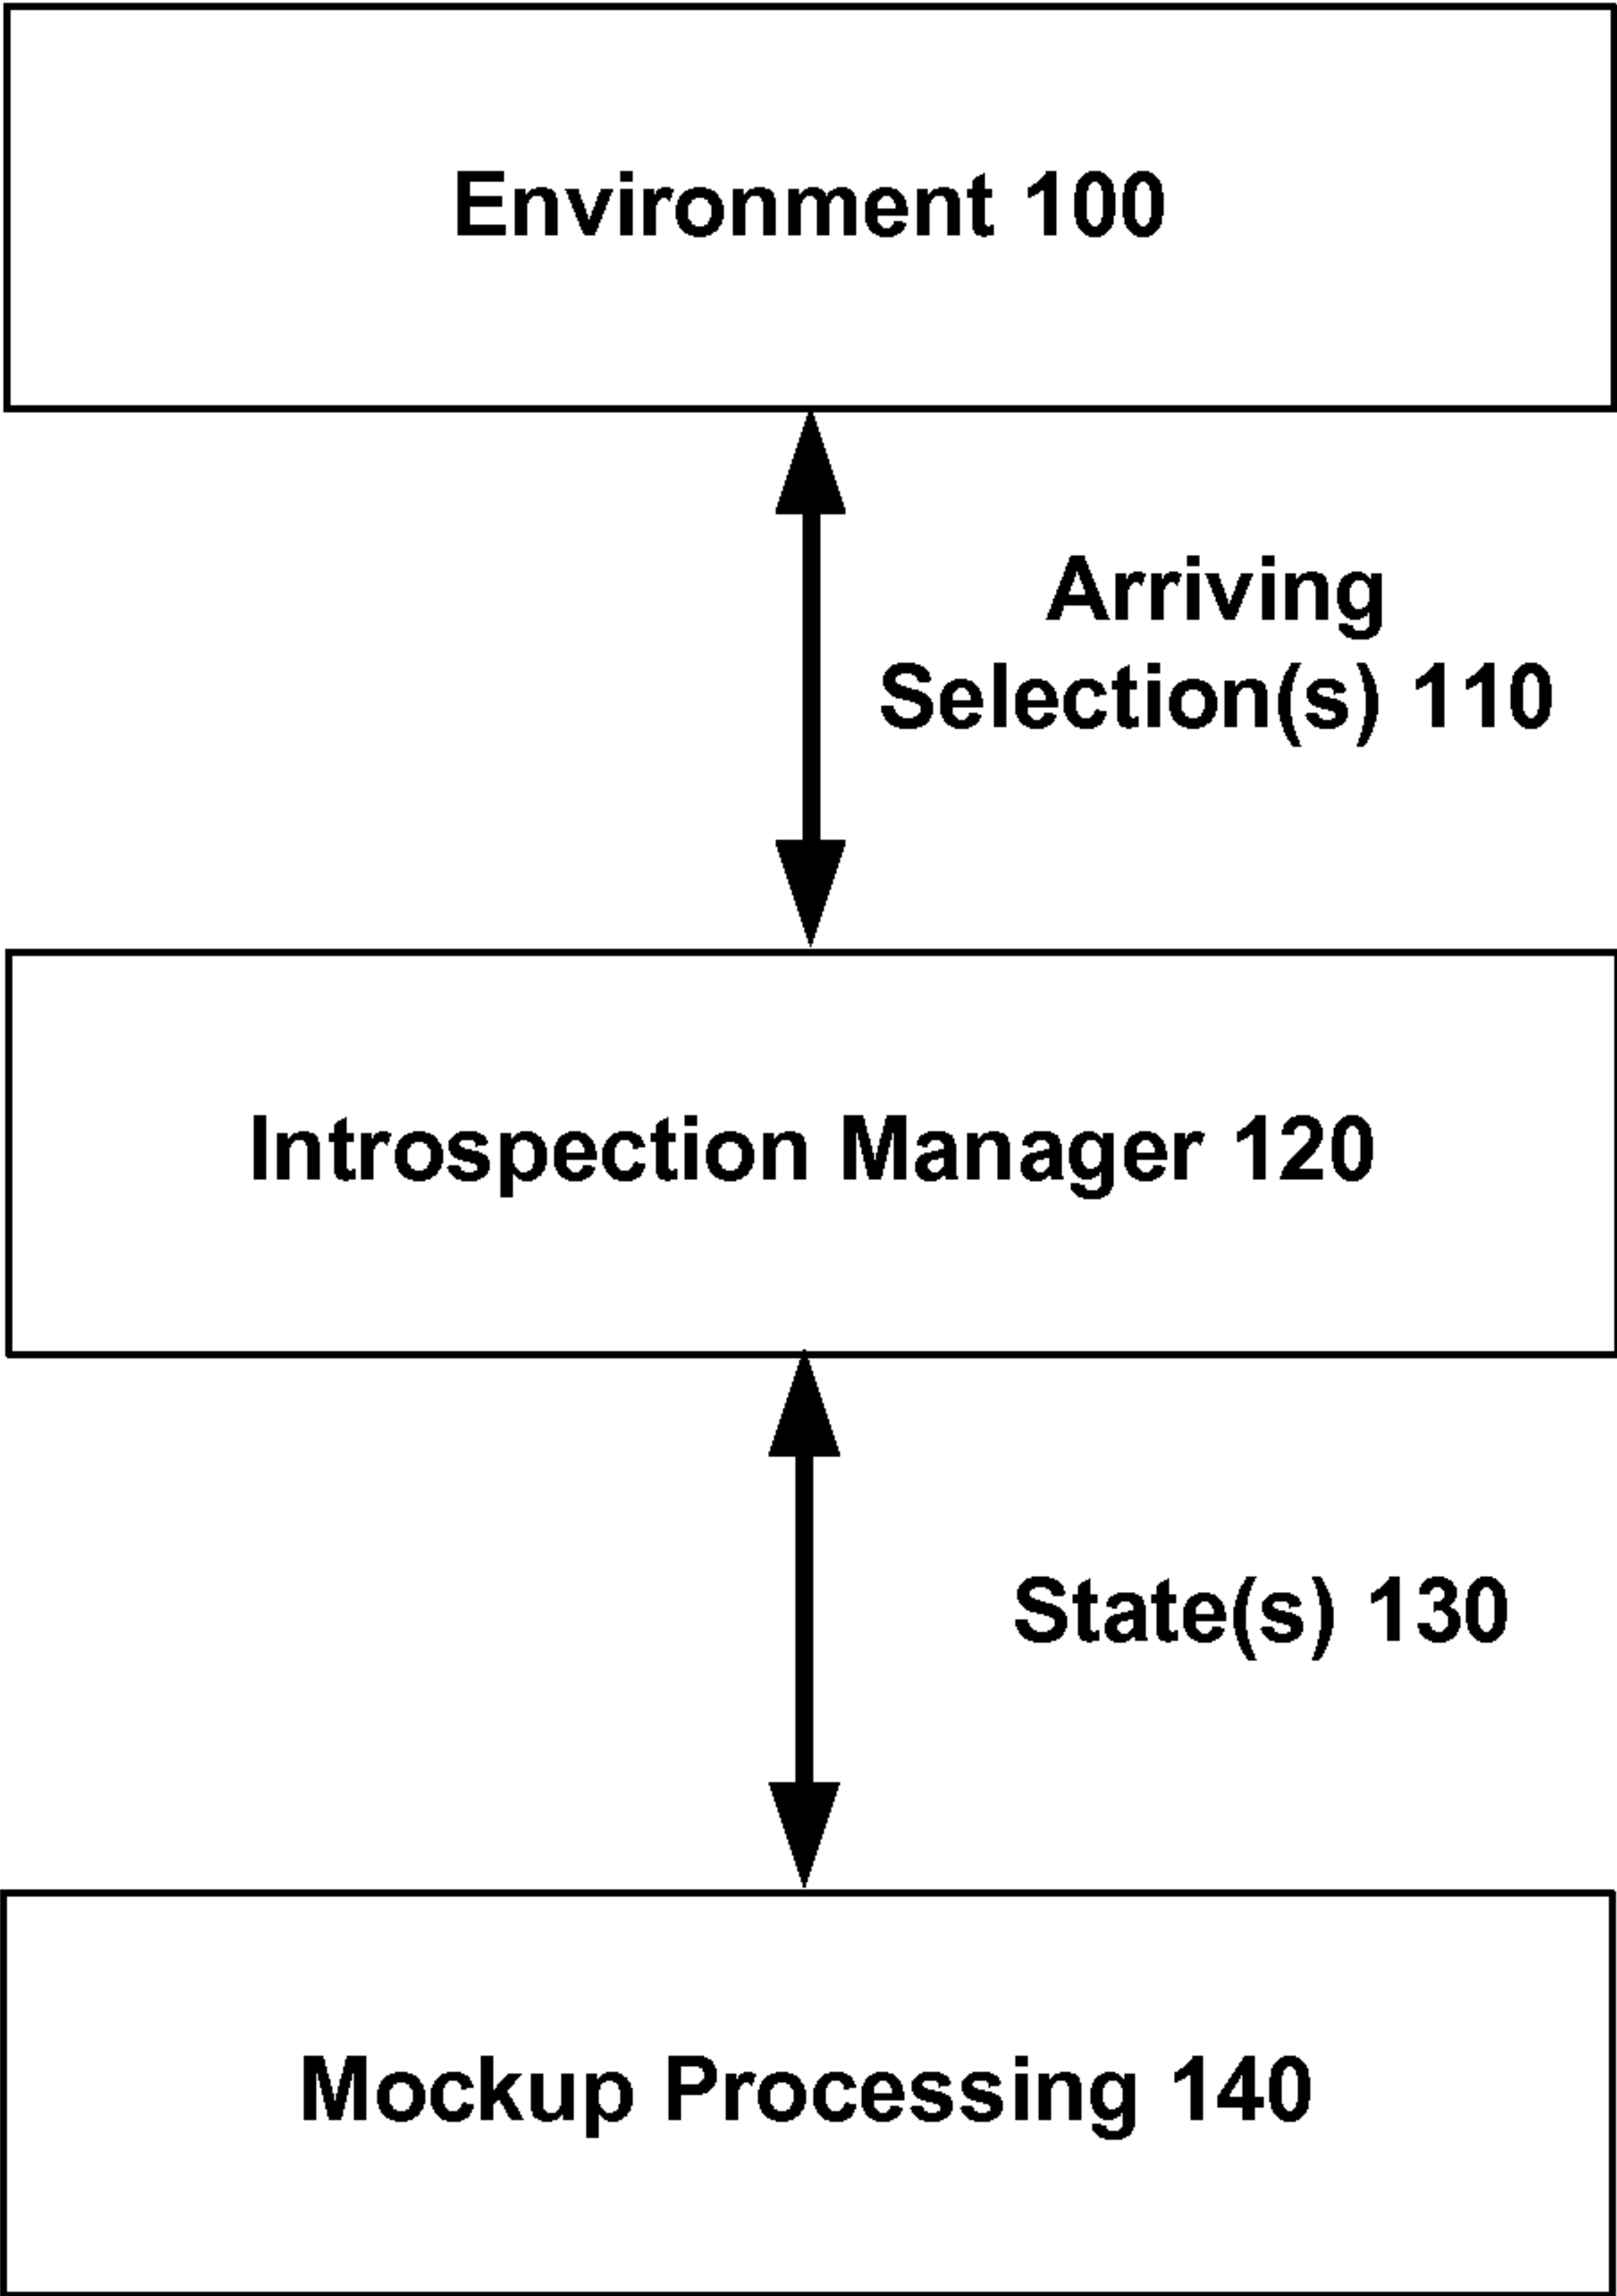 Environment 100
Arriving
Selection(s) 110
Introspection Manager 120
State(s) 130
Mockup Processing 140